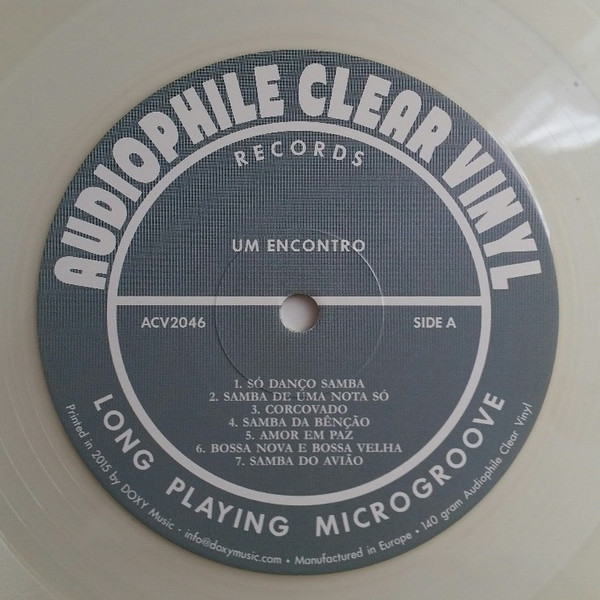 AUDIOPHILE CLEAR VINYL
RECORDS
UM ENCONTRO
ACV2046
SIDE A
1. SÓ DANÇO SAMBA
2. SAMBA DE UMA NOTA SÓ
3. CORCOVADO
4. SAMBA DA BÊNÇÃO
5. AMOR EM PAZ
6. BOSSA NOVA E BOSSA VELHA
7. SAMBA DO AVIÃO
LONG PLAYING MICROGROOVE
Printed in 2015 by DOXY Music - info@doxymusic.com • Manufactured in Europe • 140 gram Audiophile Clear Vinyl